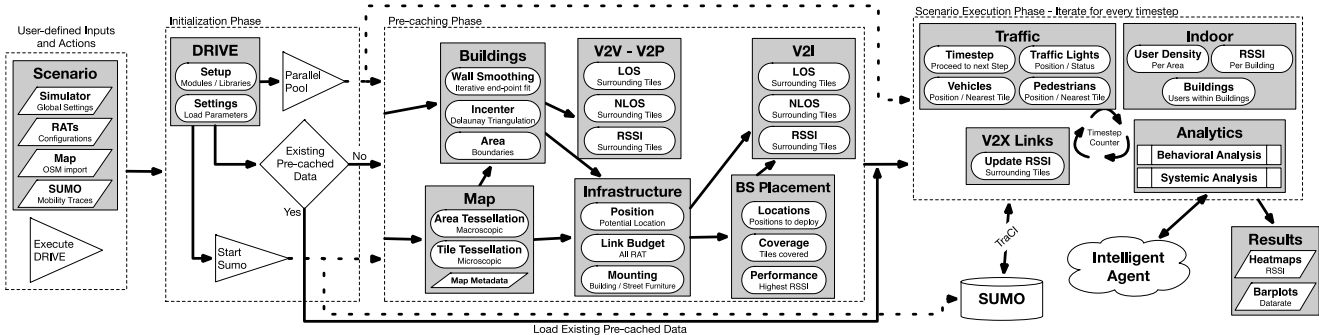 User-defined Inputs
and Actions
Scenario
Simulator
Global Settings
RATs
Configurations
Map
OSM import
SUMO
Mobility Traces
Execute
DRIVE
Initialization Phase
DRIVE
Setup
Modules / Libraries
Settings
Load Parameters
Parallel
Pool
Existing
Pre-cached
Data
No
Yes
Start
Sumo
Pre-caching Phase
Buildings
Wall Smoothing
Iterative end-point fit
Incenter
Delaunay Triangulation
Area
Boundaries
V2V - V2P
LOS
Surrounding Tiles
NLOS
Surrounding Tiles
RSSI
Surrounding Tiles
V2I
LOS
Surrounding Tiles
NLOS
Surrounding Tiles
RSSI
Surrounding Tiles
Map
Area Tessellation
Macroscopic
Tile Tessellation
Microscopic
Map Metadata
Infrastructure
Position
Potential Location
Link Budget
All RAT
Mounting
Building / Street Furniture
BS Placement
Locations
Positions to deploy
Coverage
Tiles covered
Performance
Highest RSSI
Load Existing Pre-cached Data
Scenario Execution Phase - Iterate for every timestep
Traffic
Timestep
Proceed to next Step
Traffic Lights
Position / Status
Vehicles
Position / Nearest Tile
Pedestrians
Position / Nearest Tile
Indoor
User Density
Per Area
RSSI
Per Building
Buildings
Users within Buildings
V2X Links
Update RSSI
Surrounding Tiles
Timestep
Counter
Analytics
Behavioral Analysis
Systemic Analysis
TraCI
SUMO
Intelligent
Agent
Results
Heatmaps
RSSI
Barplots
Datarate